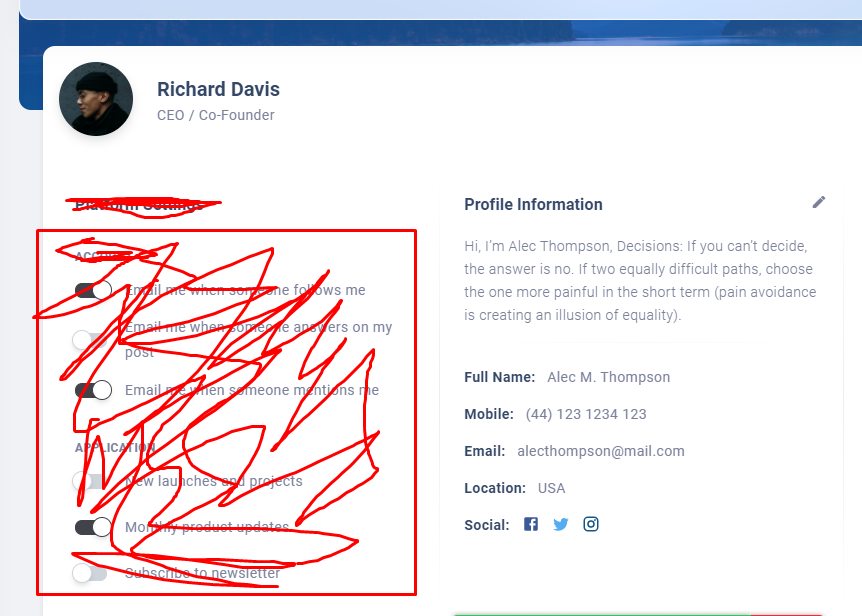 Richard Davis
CEO / Co-Founder
Platform Settings
ACCOUNT
Email me when someone follows me
Email me when someone answers on my
post
Email me when someone mentions me
APPLICATION
New launches and projects
Monthly product updates
Subscribe to newsletter
Profile Information
Hi, I’m Alec Thompson, Decisions: If you can’t decide,
the answer is no. If two equally difficult paths, choose
the one more painful in the short term (pain avoidance
is creating an illusion of equality).
Full Name: Alec M. Thompson
Mobile: (44) 123 1234 123
Email: alecthompson@mail.com
Location: USA
Social: